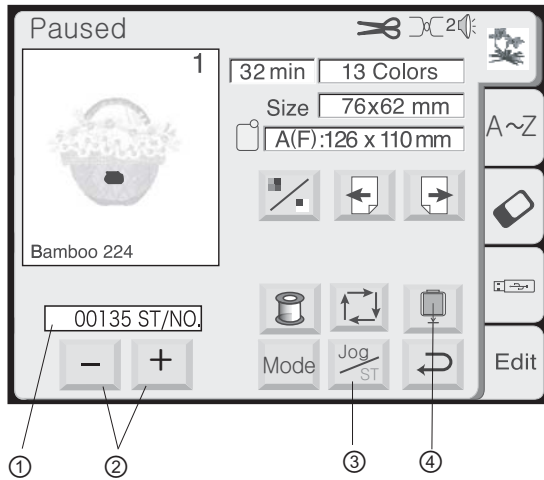 Paused
2
1
32 min
13 Colors
Size
76x62 mm
A(F):126 x 110 mm
Bamboo 224
00135 ST/NO.
−
+
Mode
Jog
ST
A~Z
Edit
①
②
③
④